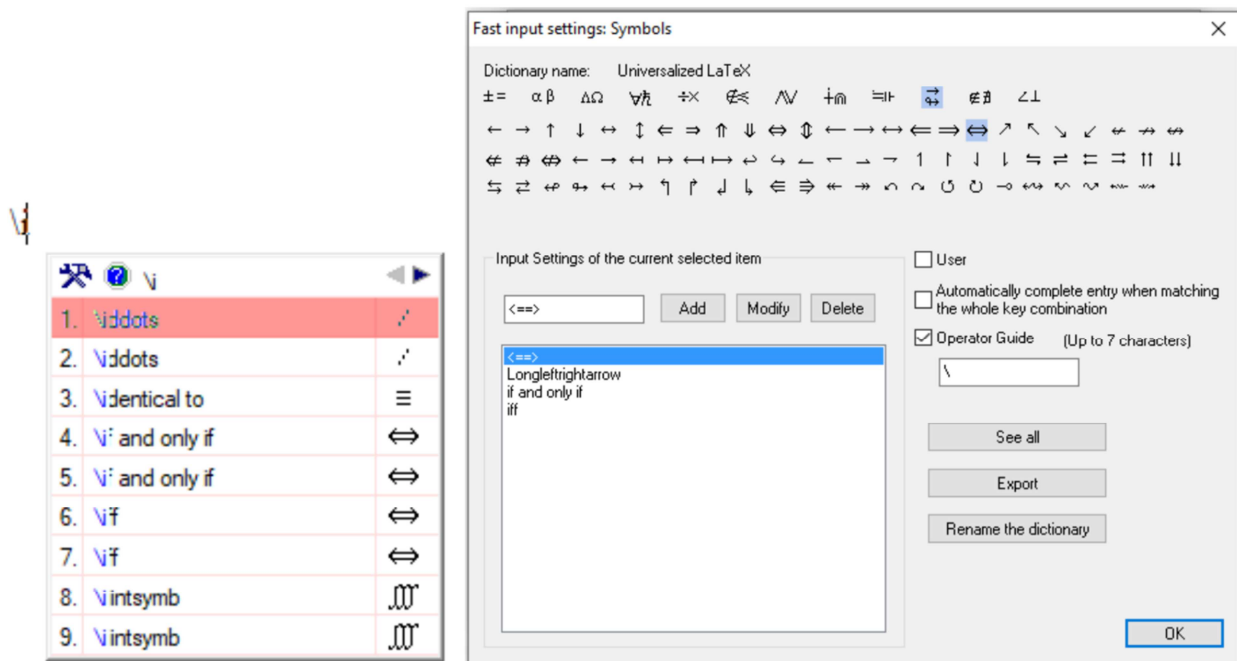 \i
\i
1. \iddots ⋰
2. \iddots ⋰
3. \identical to ≡
4. \if and only if ⇔
5. \if and only if ⇔
6. \iff ⇔
7. \iff ⇔
8. \iiintsymb ∭
9. \iiintsymb ∭
Fast input settings: Symbols
Dictionary name: Universalized LaTeX
Input Settings of the current selected item
<==>
Add Modify Delete
<==>
Longleftrightarrow
if and only if
iff
User
Automatically complete entry when matching
the whole key combination
Operator Guide (Up to 7 characters)
\
See all
Export
Rename the dictionary
OK